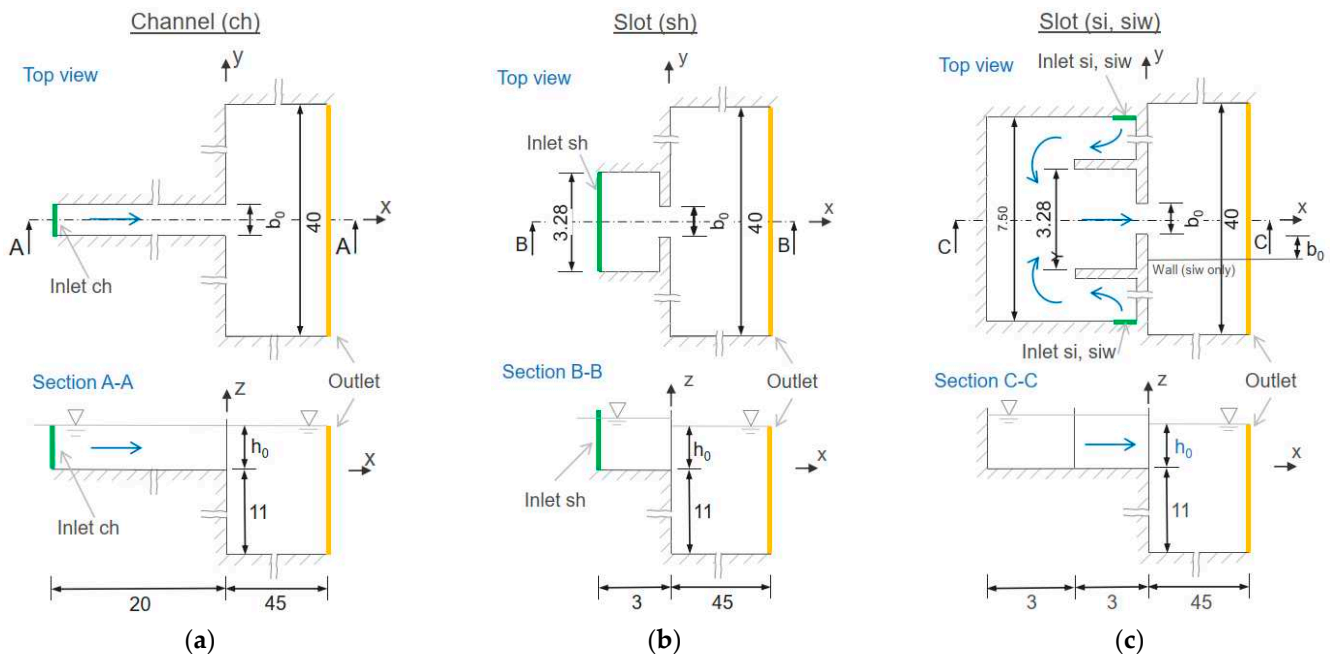 Channel (ch)
Top view
y
x
b₀
40
A
A
Inlet ch
Section A-A
z
Outlet
h₀
x
11
Inlet ch
20
45
(a)
Slot (sh)
Top view
y
Inlet sh
x
3.28
b₀
40
B
B
Section B-B
z
Outlet
h₀
x
Inlet sh
11
3
45
(b)
Slot (si, siw)
Inlet si, siw
Top view
y
x
7.50
3.28
Y
b₀
40
C
C
b₀
Wall (siw only)
Inlet si, siw
Section C-C
z
Outlet
h₀
x
11
3
3
45
(c)